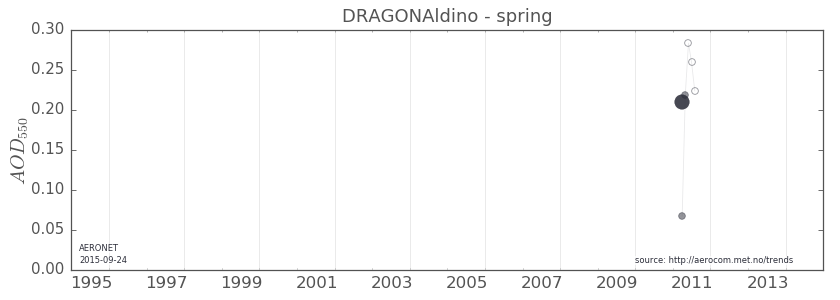 DRAGONAldino - spring
0.30
0.25
0.20
0.15
0.10
0.05
0.00
AOD550
AERONET
2015-09-24
source: http://aerocom.met.no/trends
1995 1997 1999 2001 2003 2005 2007 2009 2011 2013